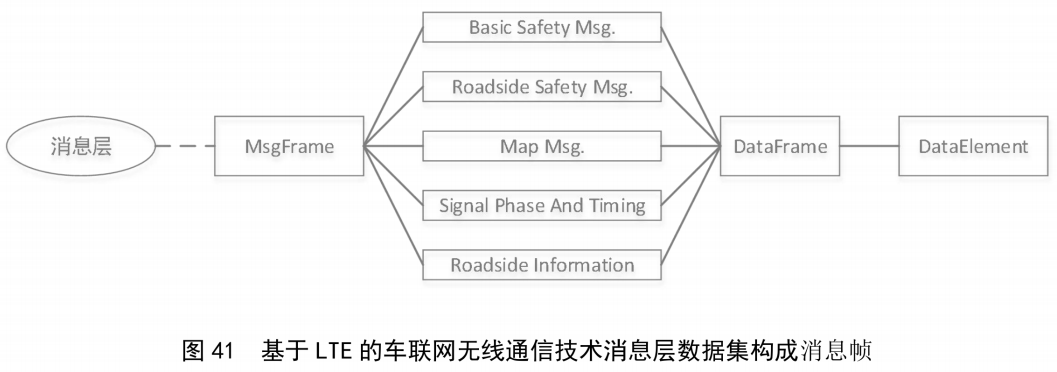 Basic Safety Msg.
Roadside Safety Msg.
消息层
MsgFrame
Map Msg.
DataFrame
DataElement
Signal Phase And Timing
Roadside Information
图 41 基于 LTE 的车联网无线通信技术消息层数据集构成消息帧